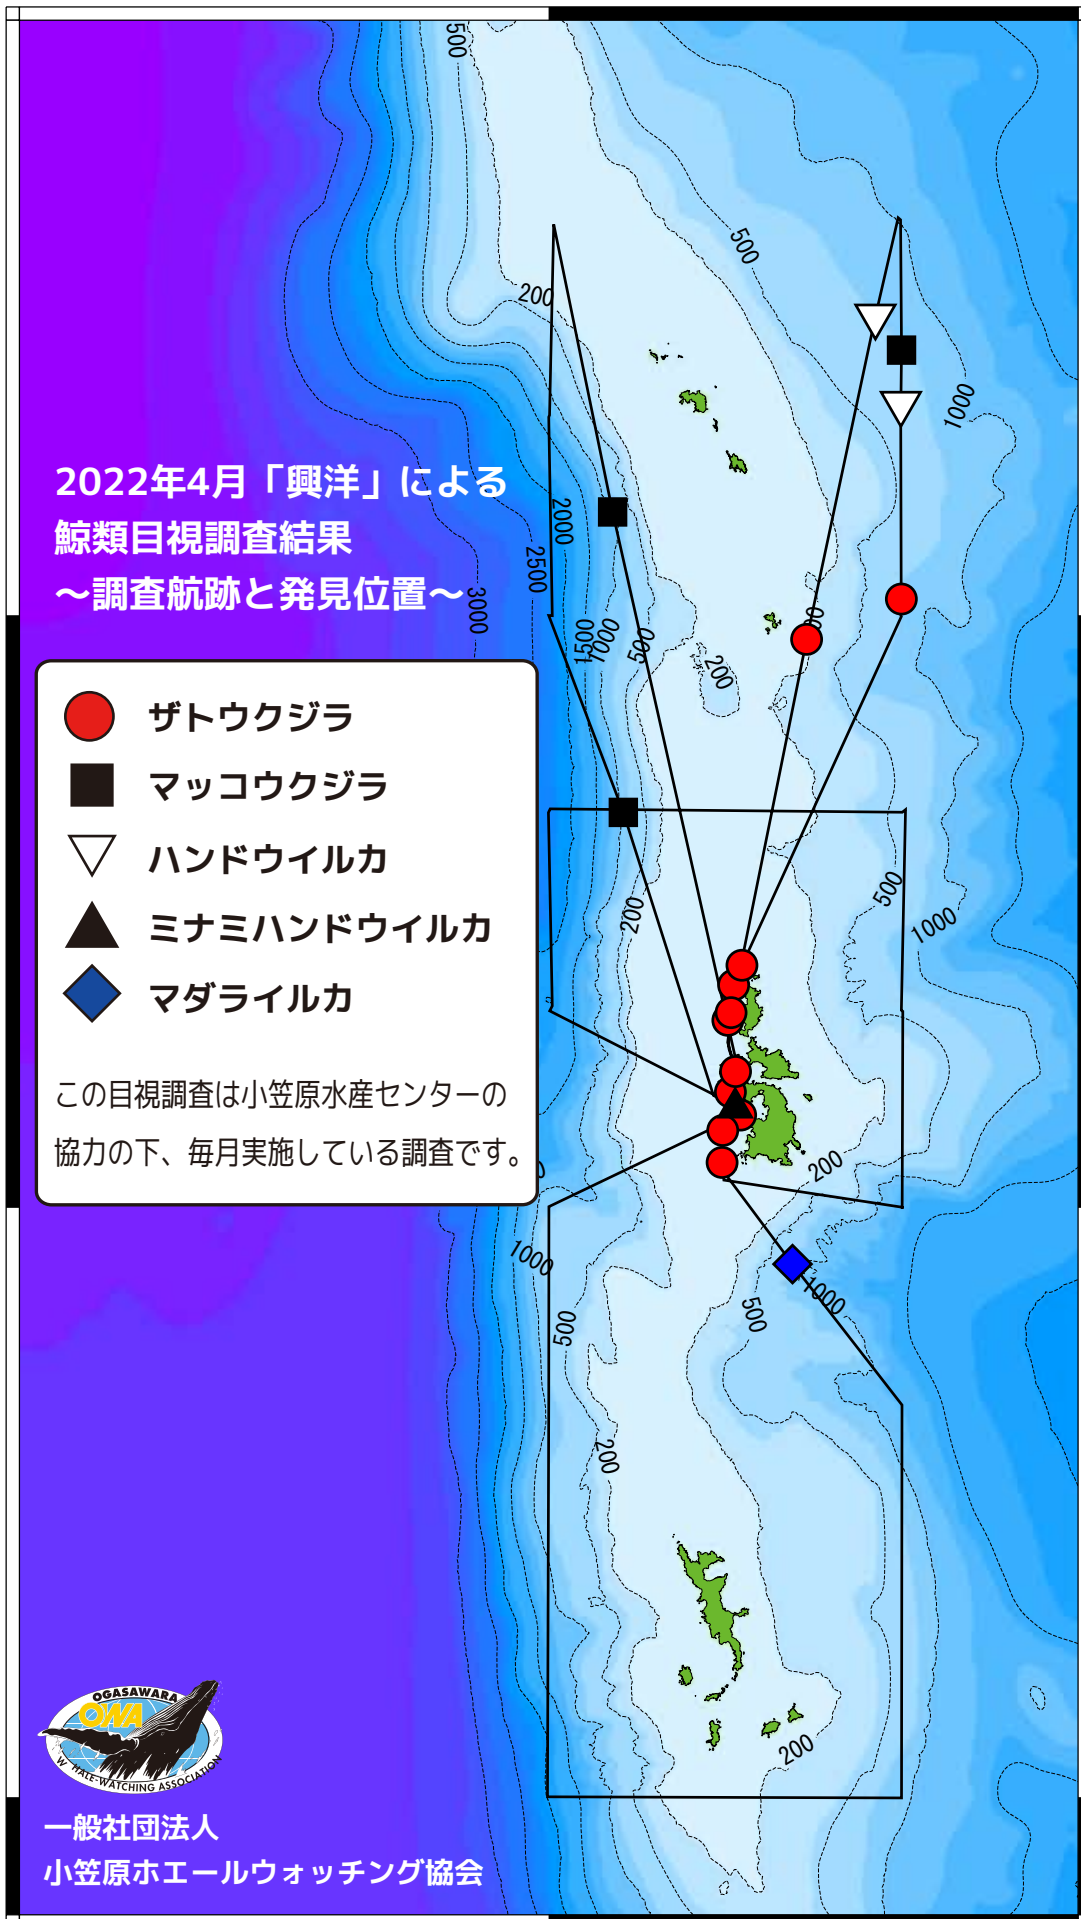 500
500
200
1000
2022年4月「興洋」による
鯨類目視調査結果
～調査航跡と発見位置～
2000
2500
3000
1500
1000
500
200
ザトウクジラ
マッコウクジラ
ハンドウイルカ
ミナミハンドウイルカ
マダライルカ
この目視調査は小笠原水産センターの
協力の下、毎月実施している調査です。
200
500
1000
200
1000
500
1000
500
200
200
OGASAWARA
OWA
WHALE-WATCHING ASSOCIATION
一般社団法人
小笠原ホエールウォッチング協会